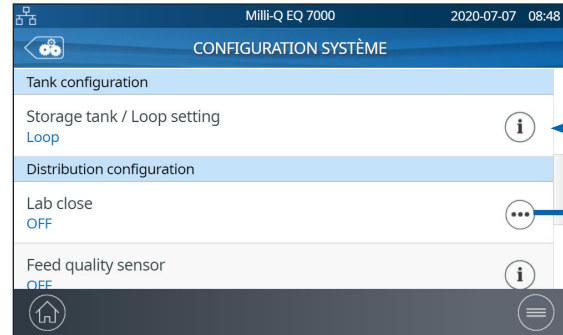 Milli-Q EQ 7000 2020-07-07 08:48
CONFIGURATION SYSTÈME
Tank configuration
Storage tank / Loop setting
Loop
i
Distribution configuration
Lab close
OFF
Feed quality sensor
OFF
i